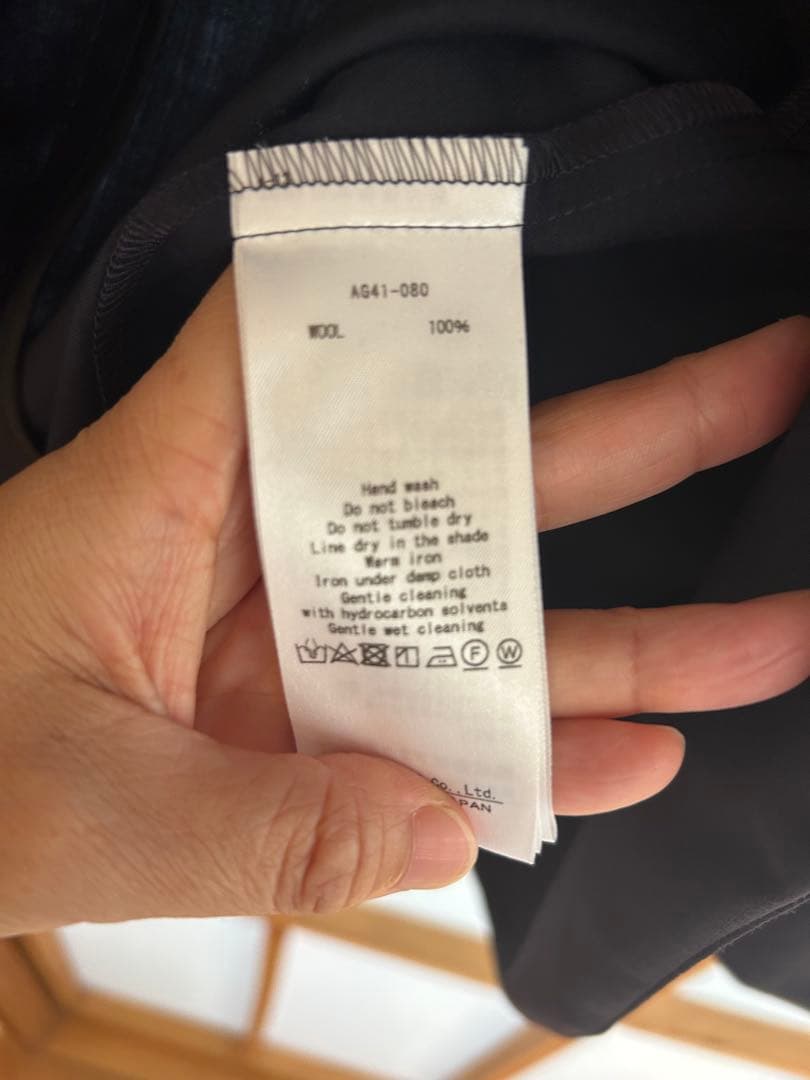 AG41-080
WOOL 100%
Hand wash
Do not bleach
Do not tumble dry
Line dry in the shade
Warm iron
Iron under damp cloth
Gentle cleaning
with hydrocarbon solvents
Gentle wet cleaning
F W
Co.,Ltd.
PAN